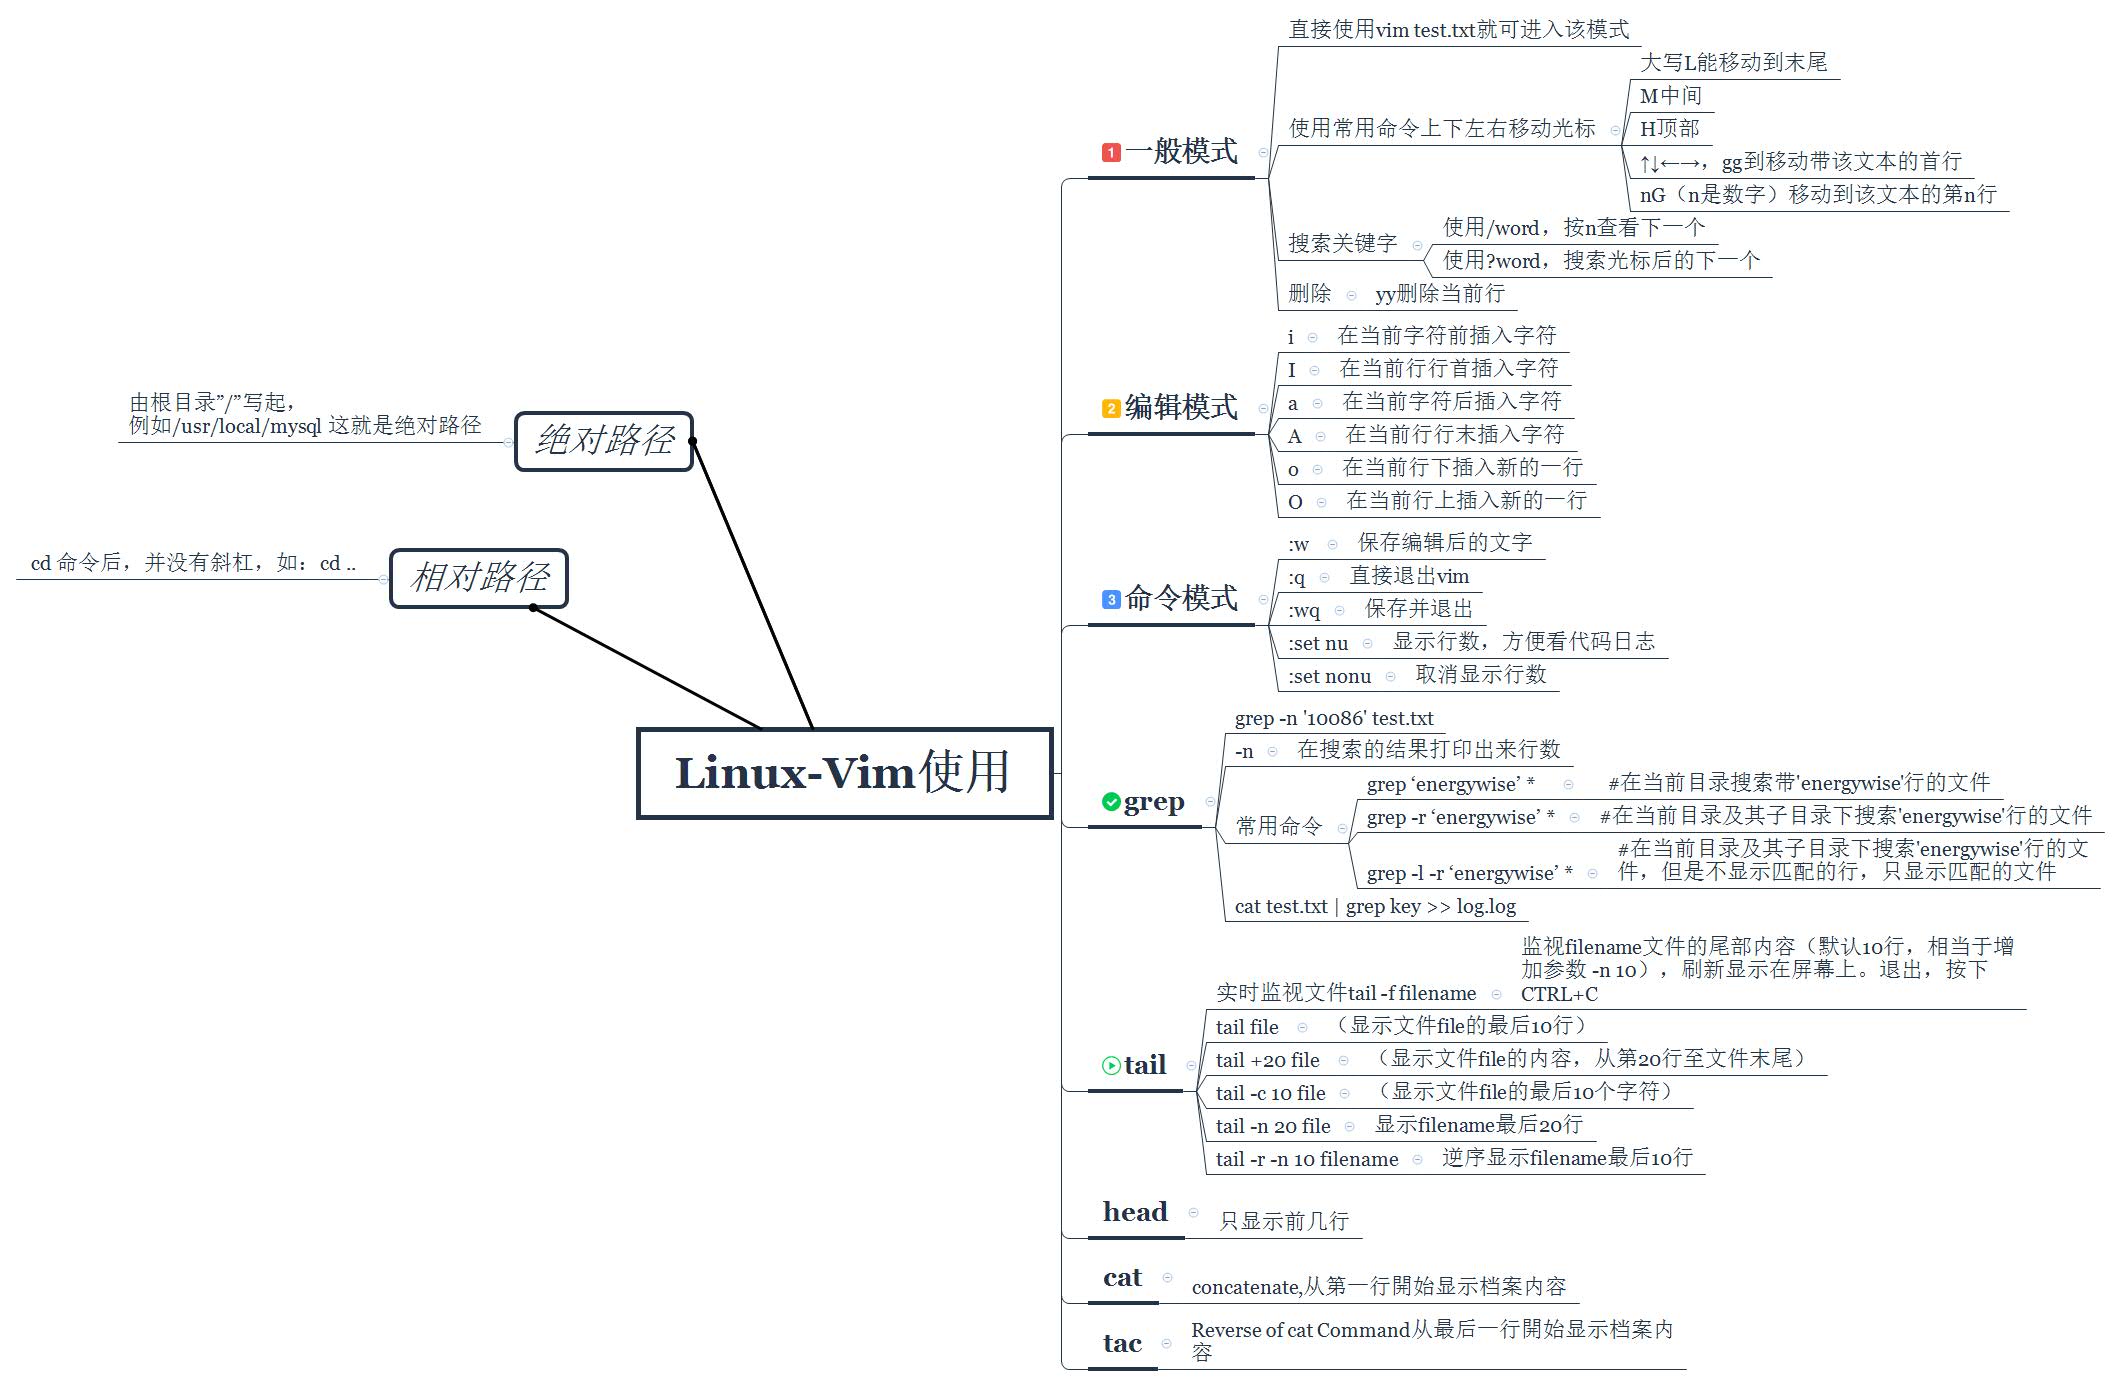 直接使用vim test.txt就可进入该模式
大写L能移动到末尾
M中间
使用常用命令上下左右移动光标
H顶部
↑↓←→，gg到移动带该文本的首行
nG（n是数字）移动到该文本的第n行
1 一般模式
搜索关键字
使用/word，按n查看下一个
使用?word，搜索光标后的下一个
删除 yy删除当前行
2 编辑模式
i 在当前字符前插入字符
I 在当前行行首插入字符
a 在当前字符后插入字符
A 在当前行行末插入字符
o 在当前行下插入新的一行
O 在当前行上插入新的一行
3 命令模式
:w 保存编辑后的文字
:q 直接退出vim
:wq 保存并退出
:set nu 显示行数，方便看代码日志
:set nonu 取消显示行数
由根目录”/”写起，
例如/usr/local/mysql 这就是绝对路径
绝对路径
cd 命令后，并没有斜杠，如：cd ..
相对路径
Linux-Vim使用
grep
grep -n '10086' test.txt
-n 在搜索的结果打印出来行数
常用命令
grep ‘energywise’ * #在当前目录搜索带'energywise'行的文件
grep -r ‘energywise’ * #在当前目录及其子目录下搜索'energywise'行的文件
grep -l -r ‘energywise’ * #在当前目录及其子目录下搜索'energywise'行的文
件，但是不显示匹配的行，只显示匹配的文件
cat test.txt | grep key >> log.log
tail
实时监视文件tail -f filename
监视filename文件的尾部内容（默认10行，相当于增
加参数 -n 10），刷新显示在屏幕上。退出，按下
CTRL+C
tail file （显示文件file的最后10行）
tail +20 file （显示文件file的内容，从第20行至文件末尾）
tail -c 10 file （显示文件file的最后10个字符）
tail -n 20 file 显示filename最后20行
tail -r -n 10 filename 逆序显示filename最后10行
head 只显示前几行
cat concatenate,从第一行開始显示档案内容
tac Reverse of cat Command从最后一行開始显示档案内
容